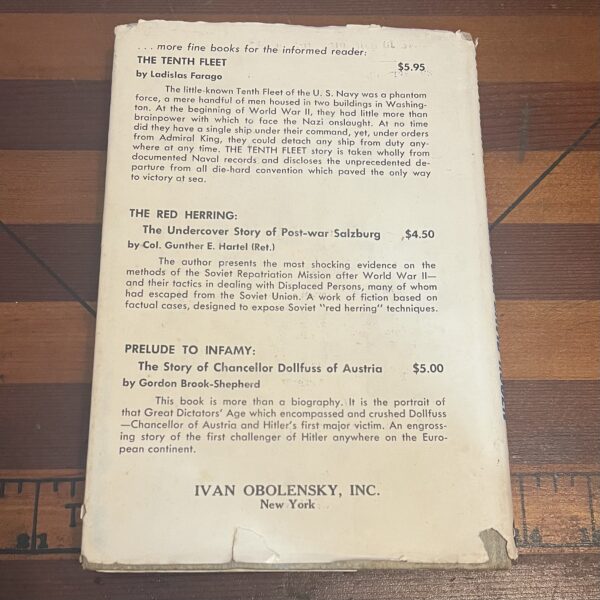 . . . more fine books for the informed reader:
THE TENTH FLEET $5.95
by Ladislas Farago
The little-known Tenth Fleet of the U. S. Navy was a phantom
force, a mere handful of men housed in two buildings in Washing-
ton. At the beginning of World War II, they had little more than
brainpower with which to face the Nazi onslaught. At no time
did they have a single ship under their command, yet, under orders
from Admiral King, they could detach any ship from duty any-
where at any time. THE TENTH FLEET story is taken wholly from
documented Naval records and discloses the unprecedented de-
parture from all die-hard convention which paved the only way
to victory at sea.
THE RED HERRING:
The Undercover Story of Post-war Salzburg $4.50
by Col. Gunther E. Hartel (Ret.)
The author presents the most shocking evidence on the
methods of the Soviet Repatriation Mission after World War II—
and their tactics in dealing with Displaced Persons, many of whom
had escaped from the Soviet Union. A work of fiction based on
factual cases, designed to expose Soviet "red herring" techniques.
PRELUDE TO INFAMY:
The Story of Chancellor Dollfuss of Austria $5.00
by Gordon Brook-Shepherd
This book is more than a biography. It is the portrait of
that Great Dictators' Age which encompassed and crushed Dollfuss
—Chancellor of Austria and Hitler's first major victim. An engross-
ing story of the first challenger of Hitler anywhere on the Euro-
pean continent.
IVAN OBOLENSKY, INC.
New York